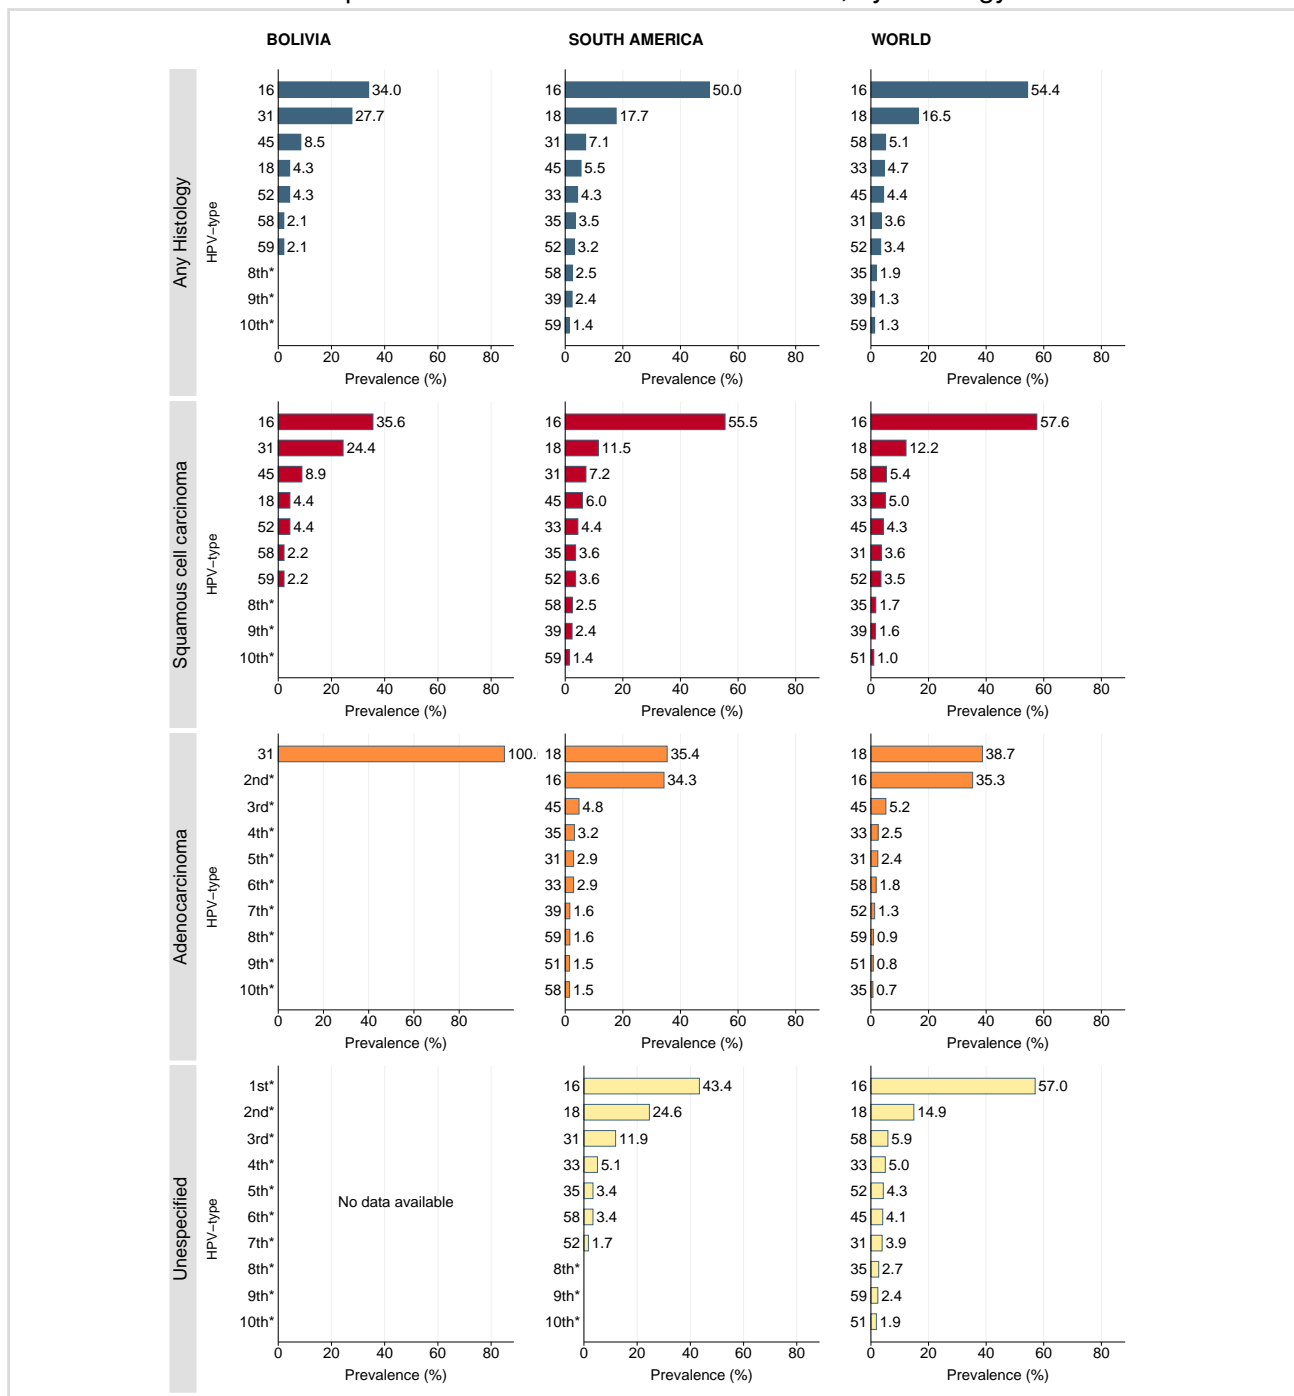 BOLIVIA SOUTH AMERICA WORLD
Any Histology
HPV−type
16 34.0
31 27.7
45 8.5
18 4.3
52 4.3
58 2.1
59 2.1
8th*
9th*
10th*
0 20 40 60 80
Prevalence (%)
16 50.0
18 17.7
31 7.1
45 5.5
33 4.3
35 3.5
52 3.2
58 2.5
39 2.4
59 1.4
0 20 40 60 80
Prevalence (%)
16 54.4
18 16.5
58 5.1
33 4.7
45 4.4
31 3.6
52 3.4
35 1.9
39 1.3
59 1.3
0 20 40 60 80
Prevalence (%)
Squamous cell carcinoma
HPV−type
16 35.6
31 24.4
45 8.9
18 4.4
52 4.4
58 2.2
59 2.2
8th*
9th*
10th*
0 20 40 60 80
Prevalence (%)
16 55.5
18 11.5
31 7.2
45 6.0
33 4.4
35 3.6
52 3.6
58 2.5
39 2.4
59 1.4
0 20 40 60 80
Prevalence (%)
16 57.6
18 12.2
58 5.4
33 5.0
45 4.3
31 3.6
52 3.5
35 1.7
39 1.6
51 1.0
0 20 40 60 80
Prevalence (%)
Adenocarcinoma
HPV−type
31 100.
2nd*
3rd*
4th*
5th*
6th*
7th*
8th*
9th*
10th*
0 20 40 60 80
Prevalence (%)
18 35.4
16 34.3
45 4.8
35 3.2
31 2.9
33 2.9
39 1.6
59 1.6
51 1.5
58 1.5
0 20 40 60 80
Prevalence (%)
18 38.7
16 35.3
45 5.2
33 2.5
31 2.4
58 1.8
52 1.3
59 0.9
51 0.8
35 0.7
0 20 40 60 80
Prevalence (%)
Unespecified
HPV−type
1st*
2nd*
3rd*
4th*
5th*
6th*
7th*
8th*
9th*
10th*
No data available
0 20 40 60 80
Prevalence (%)
16 43.4
18 24.6
31 11.9
33 5.1
35 3.4
58 3.4
52 1.7
8th*
9th*
10th*
0 20 40 60 80
Prevalence (%)
16 57.0
18 14.9
58 5.9
33 5.0
52 4.3
45 4.1
31 3.9
35 2.7
59 2.4
51 1.9
0 20 40 60 80
Prevalence (%)